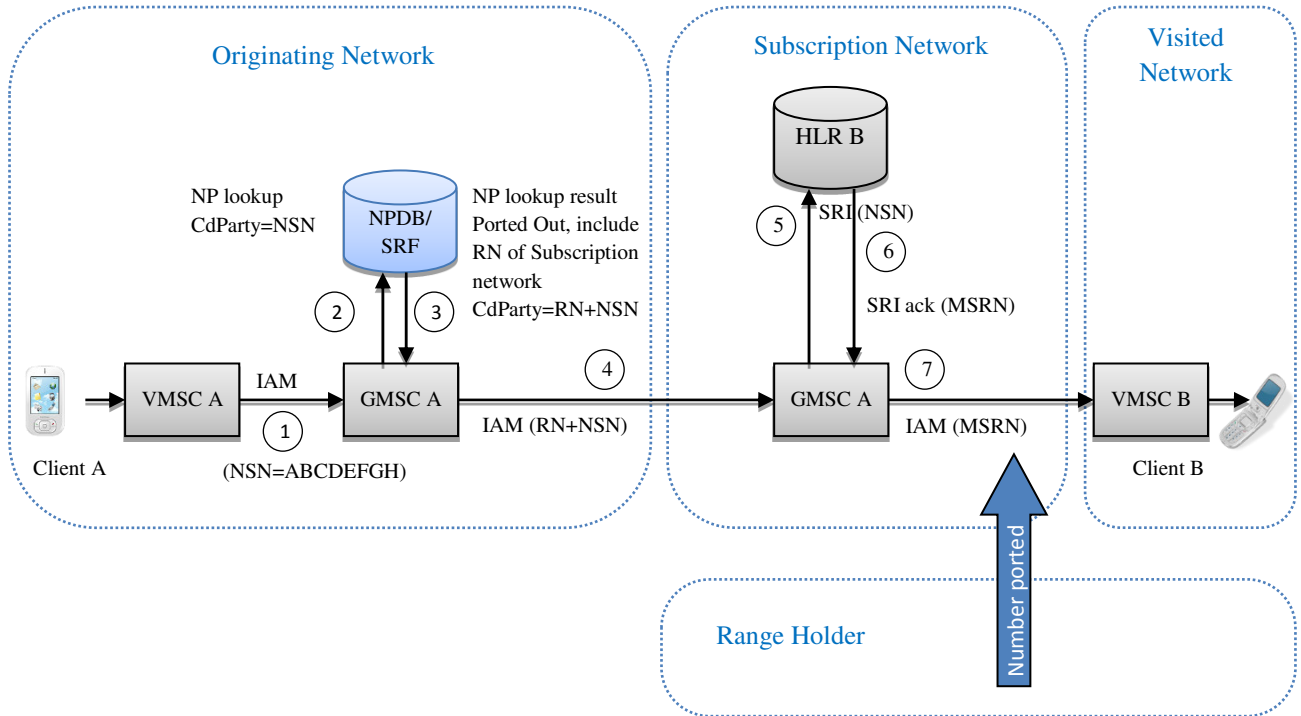 Originating Network
Subscription Network
Visited
Network
HLR B
NP lookup
CdParty=NSN
NPDB/
SRF
NP lookup result
Ported Out, include
RN of Subscription
network
CdParty=RN+NSN
5
SRI (NSN)
6
SRI ack (MSRN)
2
3
4
7
VMSC A
IAM
GMSC A
IAM (RN+NSN)
GMSC A
IAM (MSRN)
VMSC B
1
Client A
(NSN=ABCDEFGH)
Client B
Number ported
Range Holder